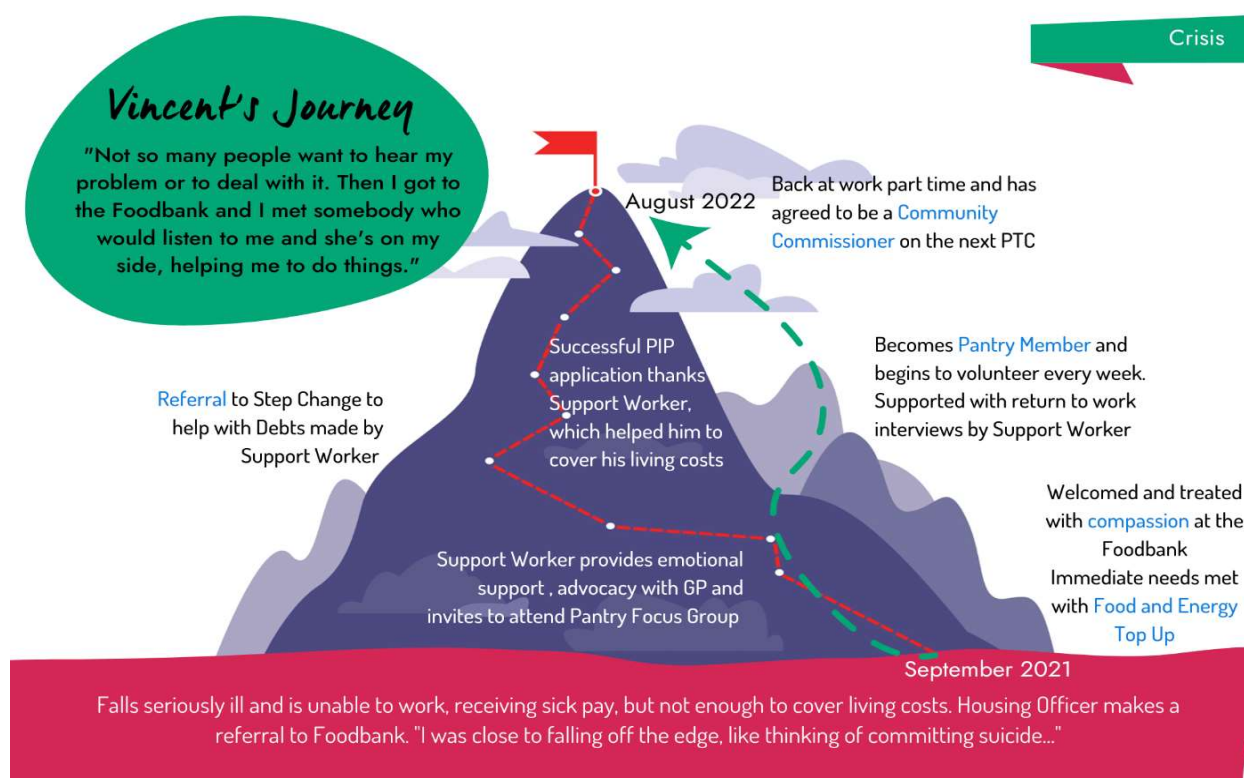 Crisis
Vincent's Journey
"Not so many people want to hear my
problem or to deal with it. Then I got to
the Foodbank and I met somebody who
would listen to me and she's on my
side, helping me to do things."
August 2022
Back at work part time and has
agreed to be a Community
Commissioner on the next PTC
Successful PIP
application thanks
Support Worker,
which helped him to
cover his living costs
Becomes Pantry Member and
begins to volunteer every week.
Supported with return to work
interviews by Support Worker
Referral to Step Change to
help with Debts made by
Support Worker
Welcomed and treated
with compassion at the
Foodbank
Immediate needs met
with Food and Energy
Top Up
Support Worker provides emotional
support , advocacy with GP and
invites to attend Pantry Focus Group
September 2021
Falls seriously ill and is unable to work, receiving sick pay, but not enough to cover living costs. Housing Officer makes a
referral to Foodbank. "I was close to falling off the edge, like thinking of committing suicide..."